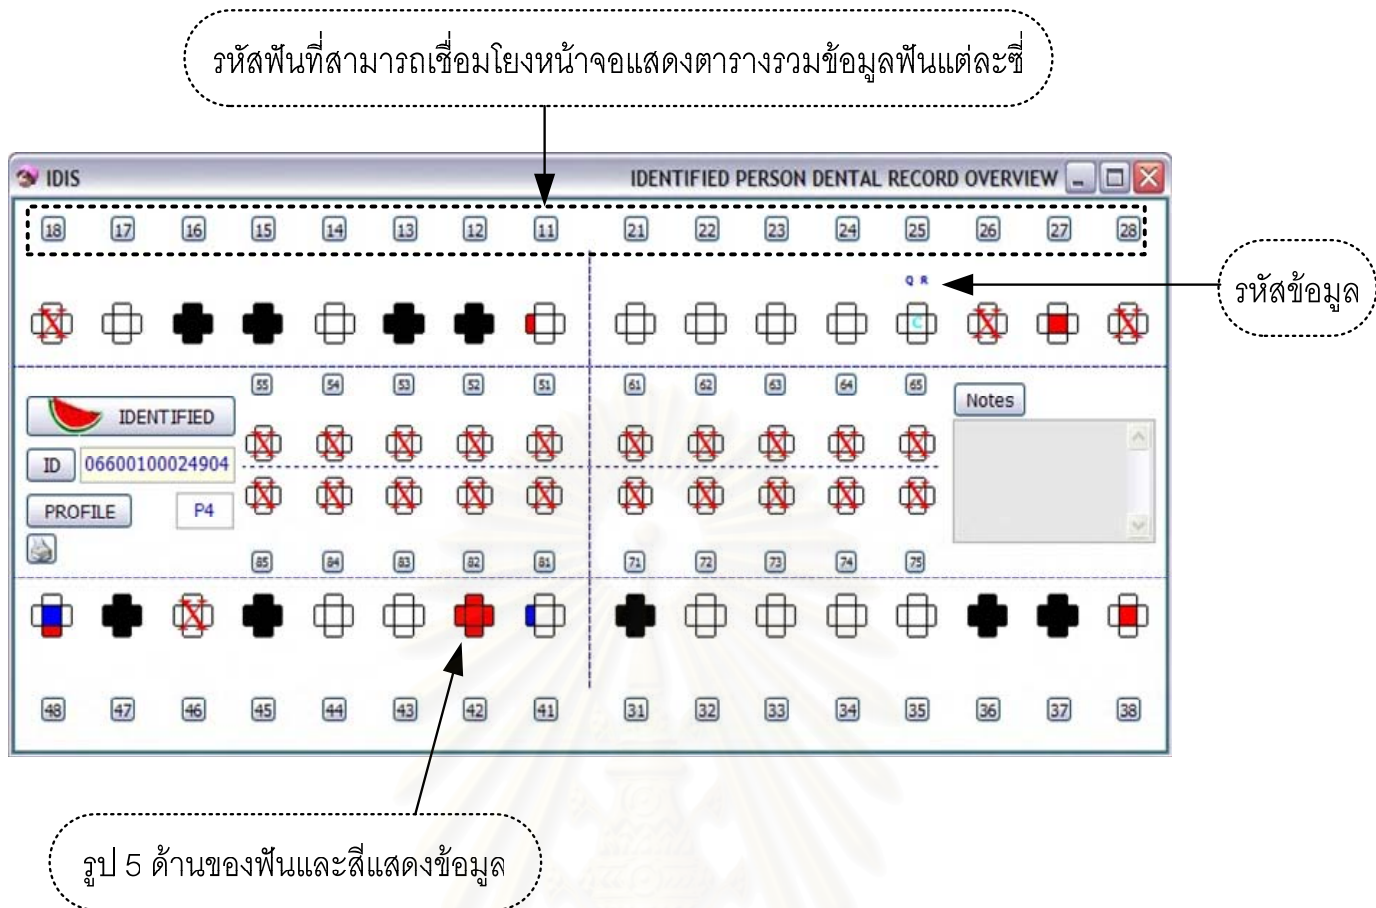 รหัสฟันที่สามารถเชื่อมโยงหน้าจอแสดงตารางรวมข้อมูลฟันแต่ละซี่
IDIS IDENTIFIED PERSON DENTAL RECORD OVERVIEW
18 17 16 15 14 13 12 11 21 22 23 24 25 26 27 28
Q R
รหัสข้อมูล
X C X X
55 54 53 52 51 61 62 63 64 65
Notes
IDENTIFIED
X X X X X X X X X X
ID 06600100024904
X X X X X X X X X X
PROFILE P4
85 84 83 82 81 71 72 73 74 75
X
48 47 46 45 44 43 42 41 31 32 33 34 35 36 37 38
รูป 5 ด้านของฟันและสีแสดงข้อมูล